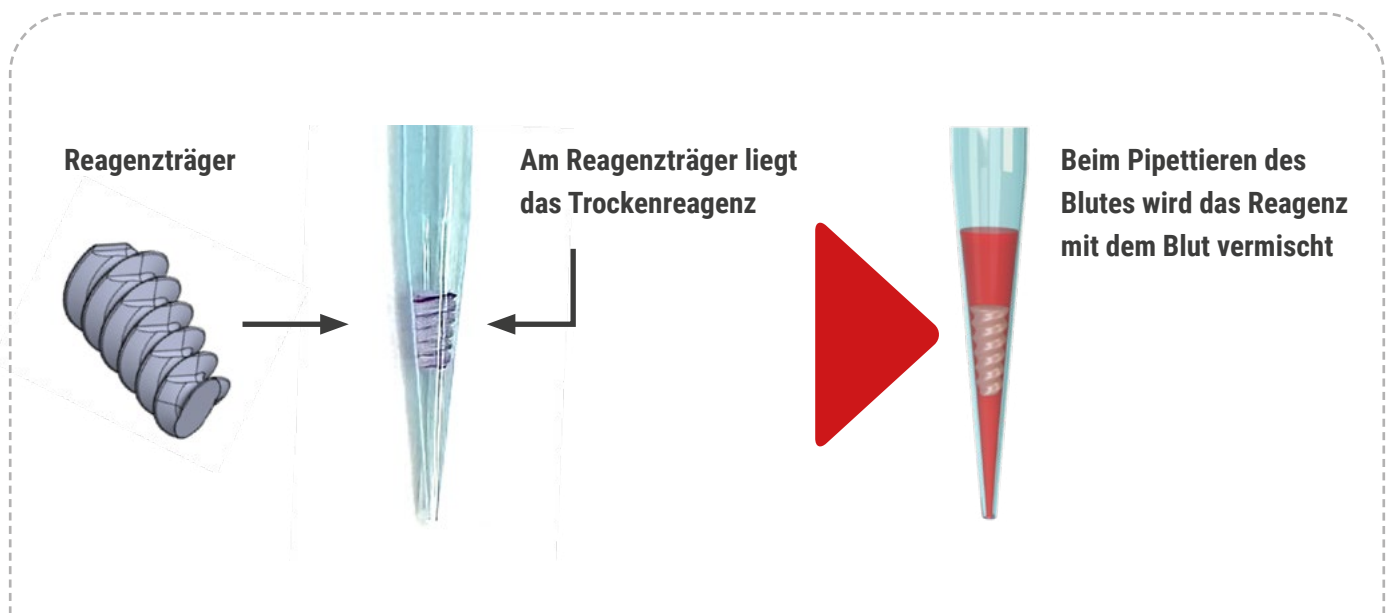 Reagenzträger
Am Reagenzträger liegt
das Trockenreagenz
Beim Pipettieren des
Blutes wird das Reagenz
mit dem Blut vermischt